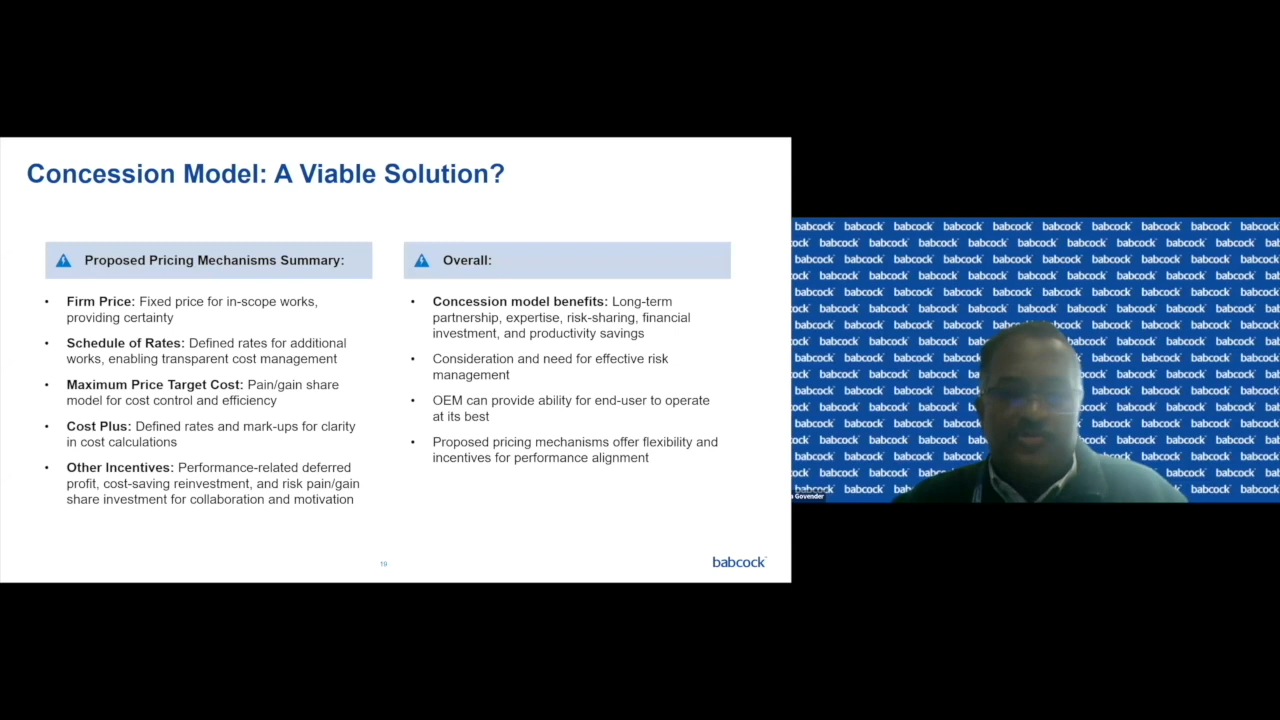 Concession Model: A Viable Solution?
Proposed Pricing Mechanisms Summary:
• Firm Price: Fixed price for in-scope works,
providing certainty
• Schedule of Rates: Defined rates for additional
works, enabling transparent cost management
• Maximum Price Target Cost: Pain/gain share
model for cost control and efficiency
• Cost Plus: Defined rates and mark-ups for clarity
in cost calculations
• Other Incentives: Performance-related deferred
profit, cost-saving reinvestment, and risk pain/gain
share investment for collaboration and motivation
Overall:
• Concession model benefits: Long-term
partnership, expertise, risk-sharing, financial
investment, and productivity savings
• Consideration and need for effective risk
management
• OEM can provide ability for end-user to operate
at its best
• Proposed pricing mechanisms offer flexibility and
incentives for performance alignment
19
babcock
babcock babcock babcock babcock babcock babcock babcock babcock babcock babcock
Govender